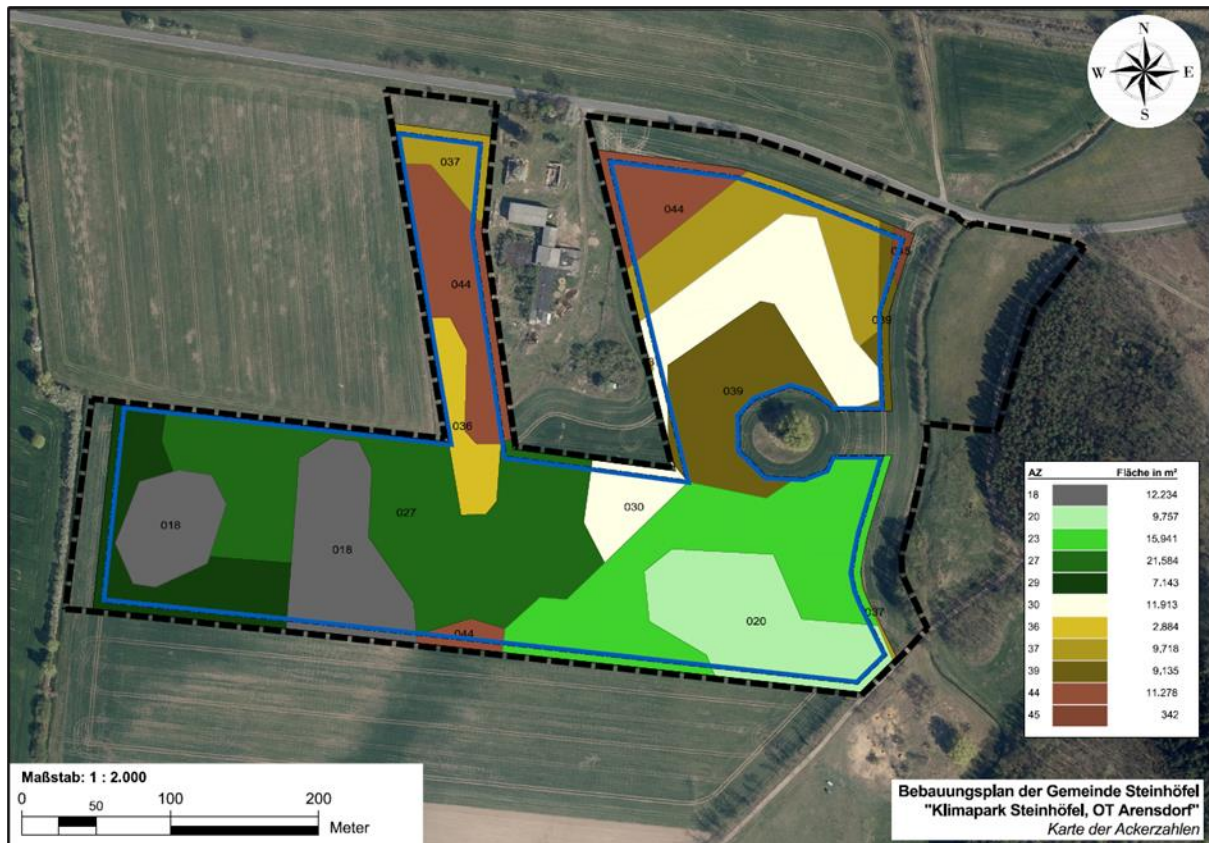 N
W E
S
037
044
044
045
039
039
036
018
018
027
030
020
044
037
AZ Fläche in m²
18 12.234
20 9.757
23 15.941
27 21.584
29 7.143
30 11.913
36 2.884
37 9.718
39 9.135
44 11.278
45 342
Maßstab: 1 : 2.000
0 50 100 200
Meter
Bebauungsplan der Gemeinde Steinhöfel
"Klimapark Steinhöfel, OT Arensdorf"
Karte der Ackerzahlen